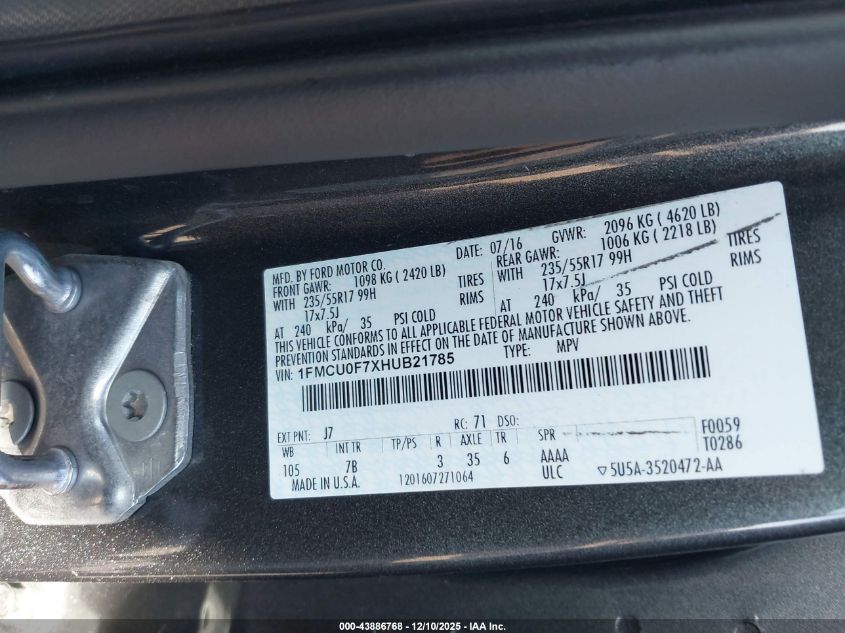 MFD. BY FORD MOTOR CO.
DATE: 07/16 GVWR: 2096 KG ( 4620 LB)
FRONT GAWR: 1098 KG ( 2420 LB) REAR GAWR: 1006 KG ( 2218 LB)
WITH 235/55R17 99H TIRES WITH 235/55R17 99H TIRES
17x7.5J RIMS 17x7.5J RIMS
AT 240 kPa/ 35 PSI COLD AT 240 kPa/ 35 PSI COLD
THIS VEHICLE CONFORMS TO ALL APPLICABLE FEDERAL MOTOR VEHICLE SAFETY AND THEFT
PREVENTION STANDARDS IN EFFECT ON THE DATE OF MANUFACTURE SHOWN ABOVE.
VIN: 1FMCU0F7XHUB21785 TYPE: MPV
EXT PNT: J7 RC: 71 DSO: F0059
WB INT TR TP/PS R AXLE TR SPR T0286
105 7B 3 35 6 AAAA
MADE IN U.S.A. 1201607271064 ULC ▽5U5A-3520472-AA
000-43886768 - 12/10/2025 - IAA Inc.